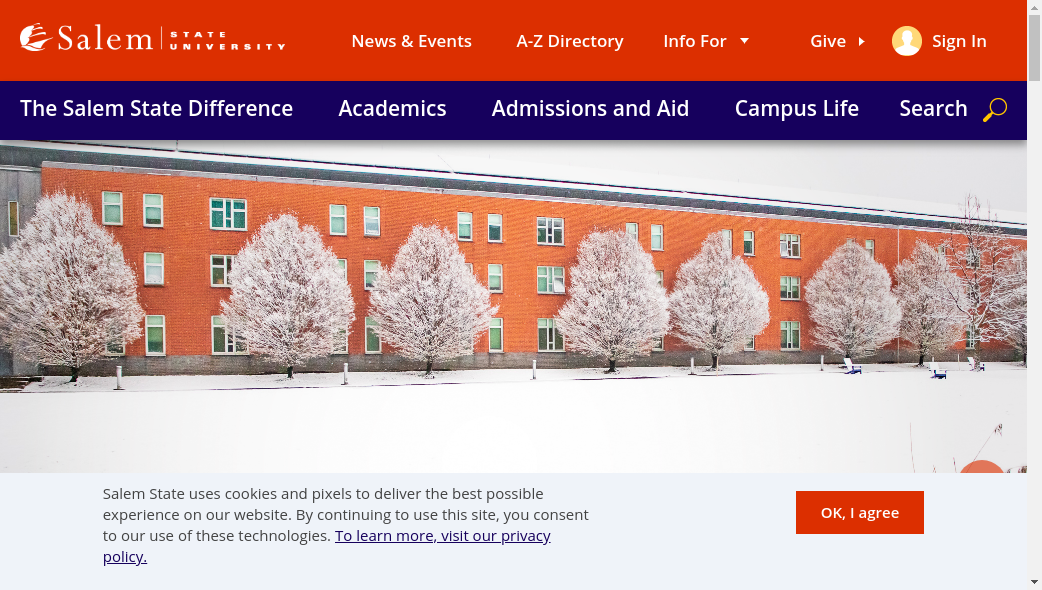 Salem STATE UNIVERSITY
News & Events
A-Z Directory
Info For
Give
Sign In
The Salem State Difference
Academics
Admissions and Aid
Campus Life
Search
Salem State uses cookies and pixels to deliver the best possible
experience on our website. By continuing to use this site, you consent
to our use of these technologies. To learn more, visit our privacy
policy.
OK, I agree